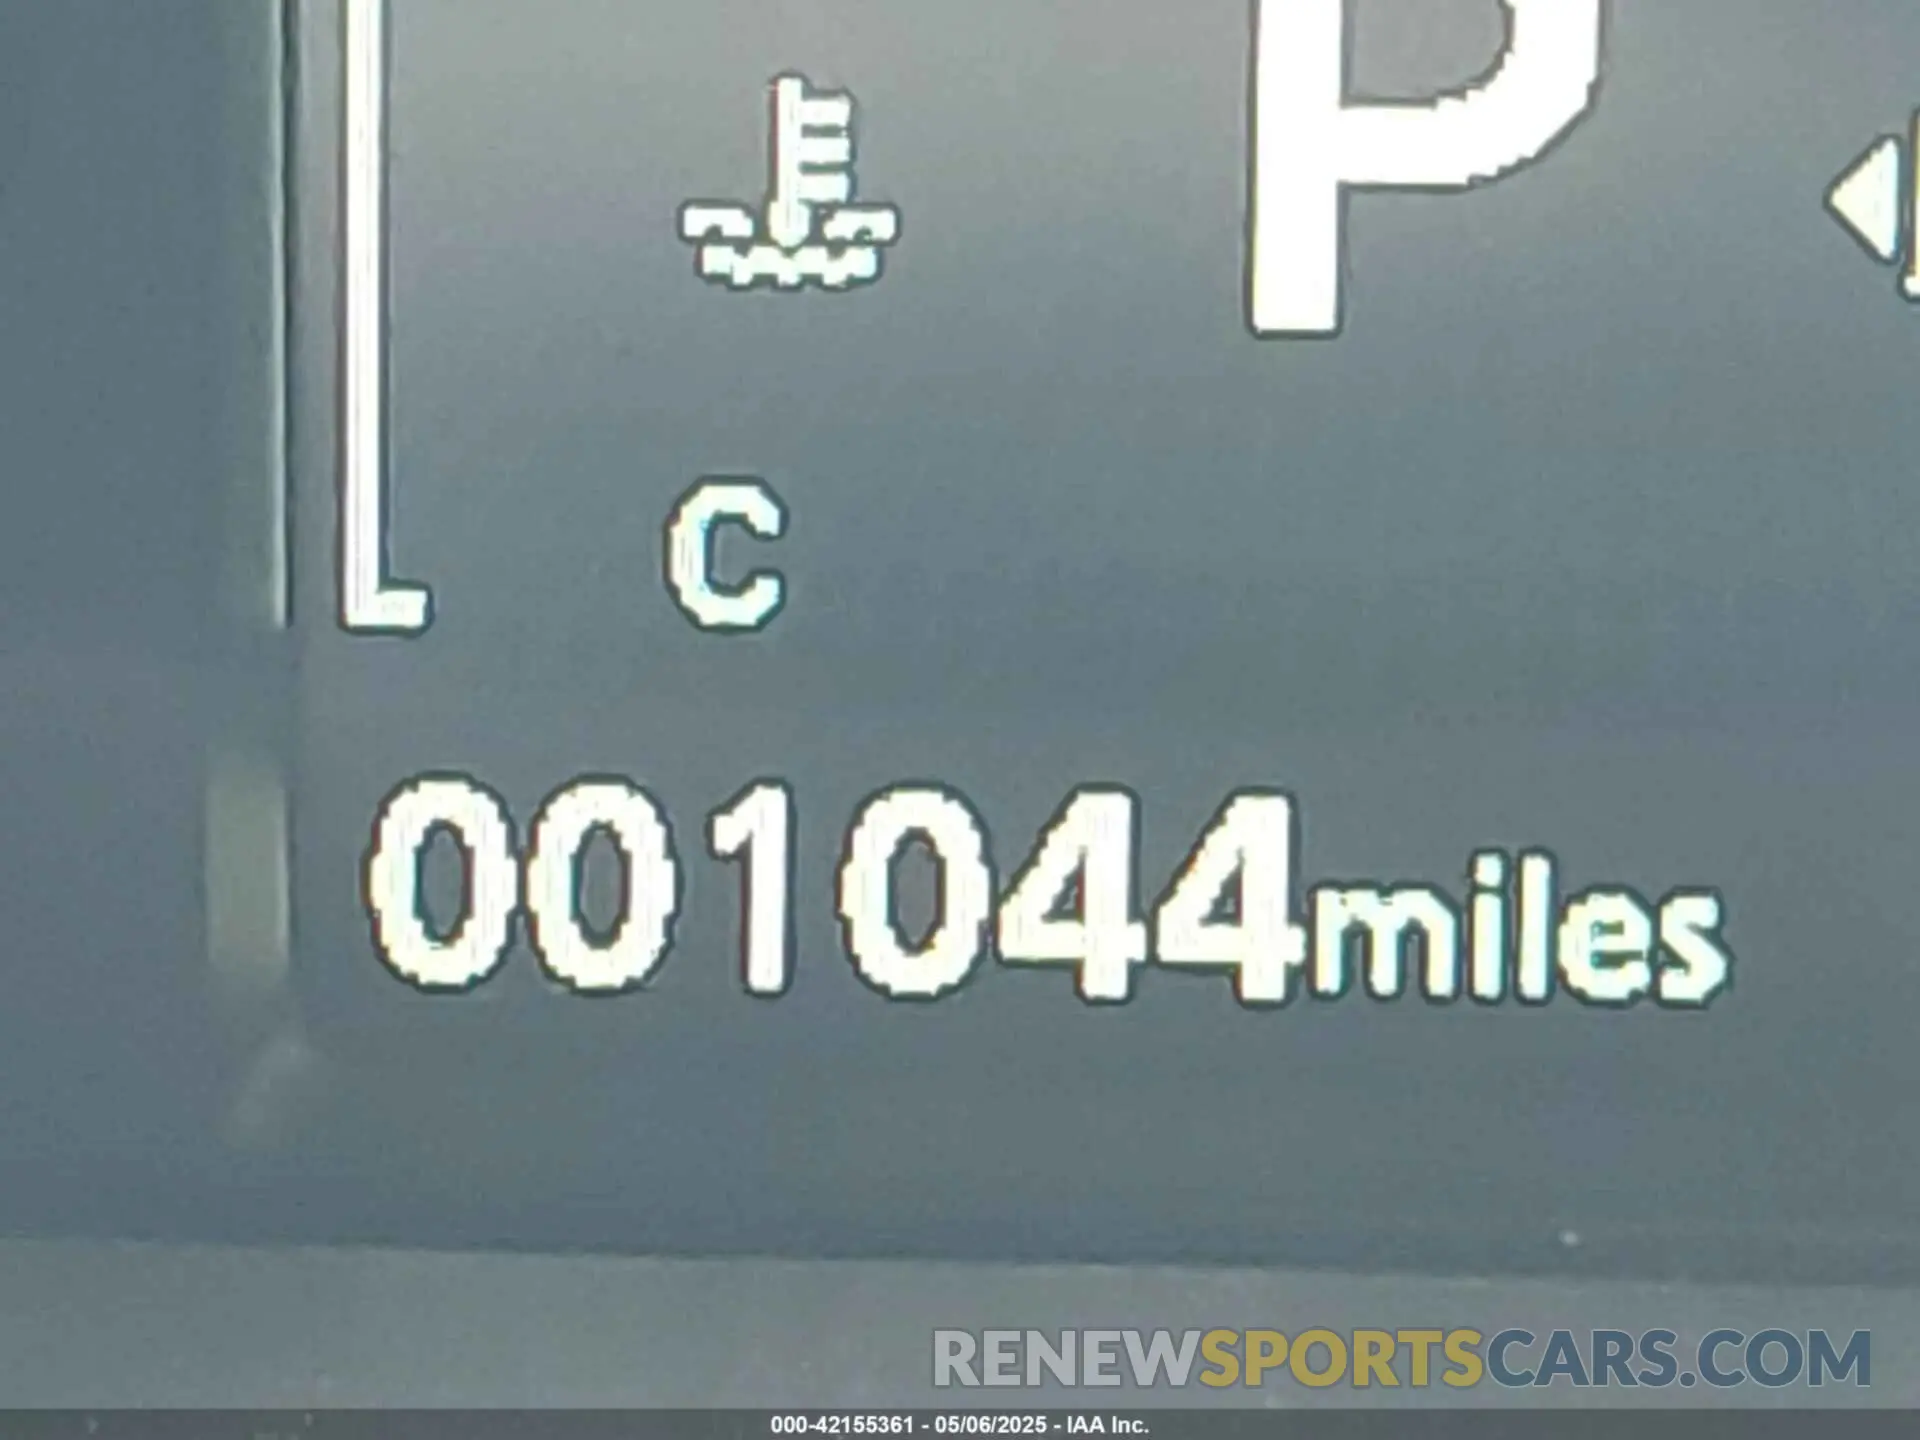 P
C
001044miles
RENEWSPORTSCARS.COM
000-42155361 - 05/06/2025 - IAA Inc.